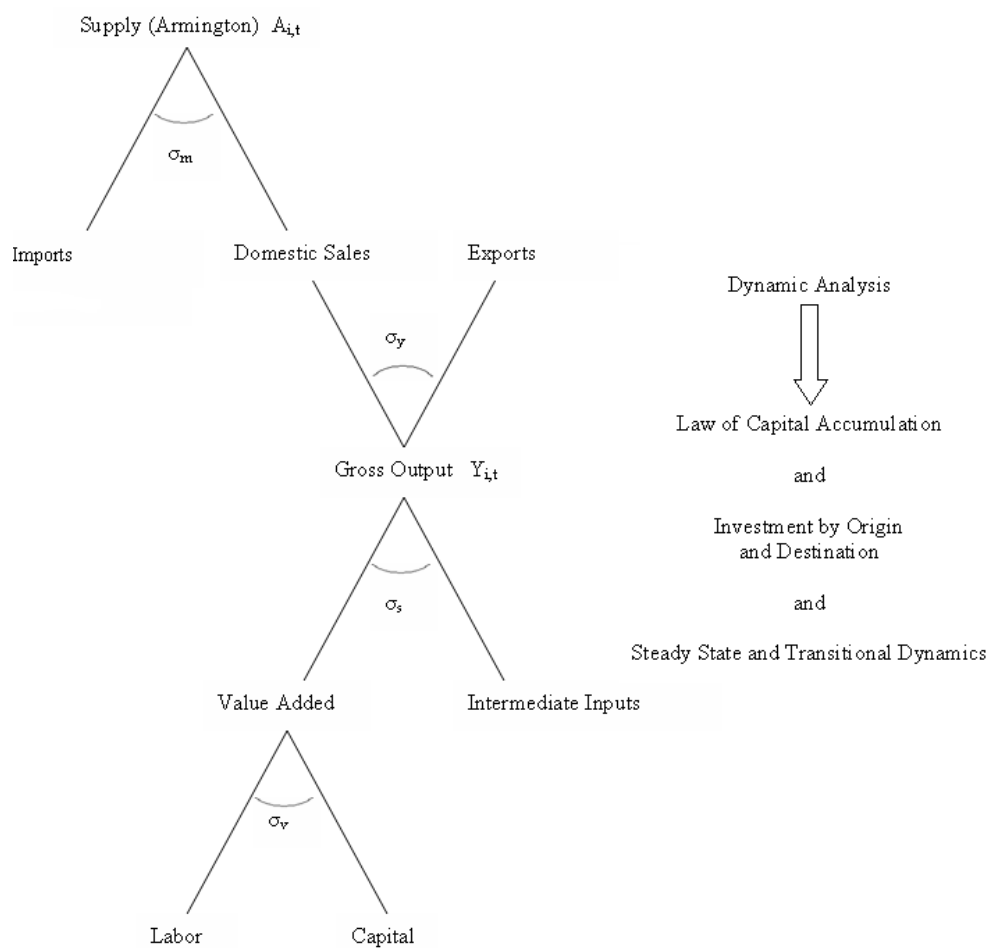 Supply (Armington) A_{i,t}
σ_m
Imports
Domestic Sales
Exports
σ_y
Gross Output Y_{i,t}
σ_s
Value Added
Intermediate Inputs
σ_v
Labor
Capital
Dynamic Analysis
Law of Capital Accumulation
and
Investment by Origin
and Destination
and
Steady State and Transitional Dynamics